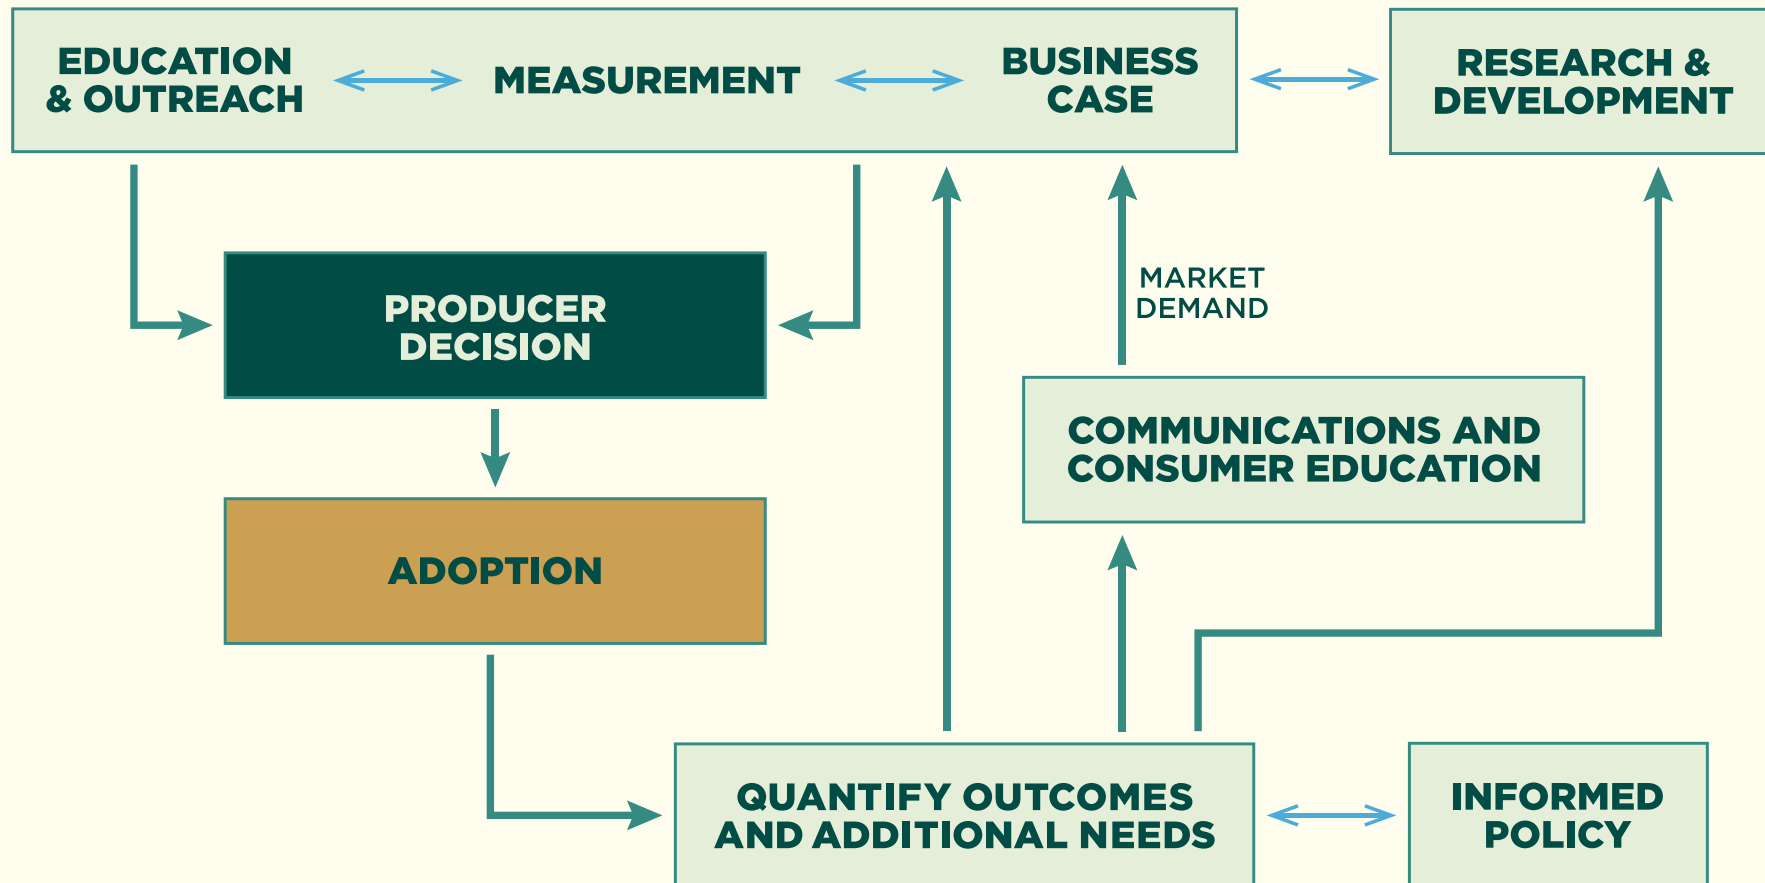 EDUCATION
& OUTREACH
MEASUREMENT
BUSINESS
CASE
RESEARCH &
DEVELOPMENT
PRODUCER
DECISION
MARKET
DEMAND
COMMUNICATIONS AND
CONSUMER EDUCATION
ADOPTION
QUANTIFY OUTCOMES
AND ADDITIONAL NEEDS
INFORMED
POLICY